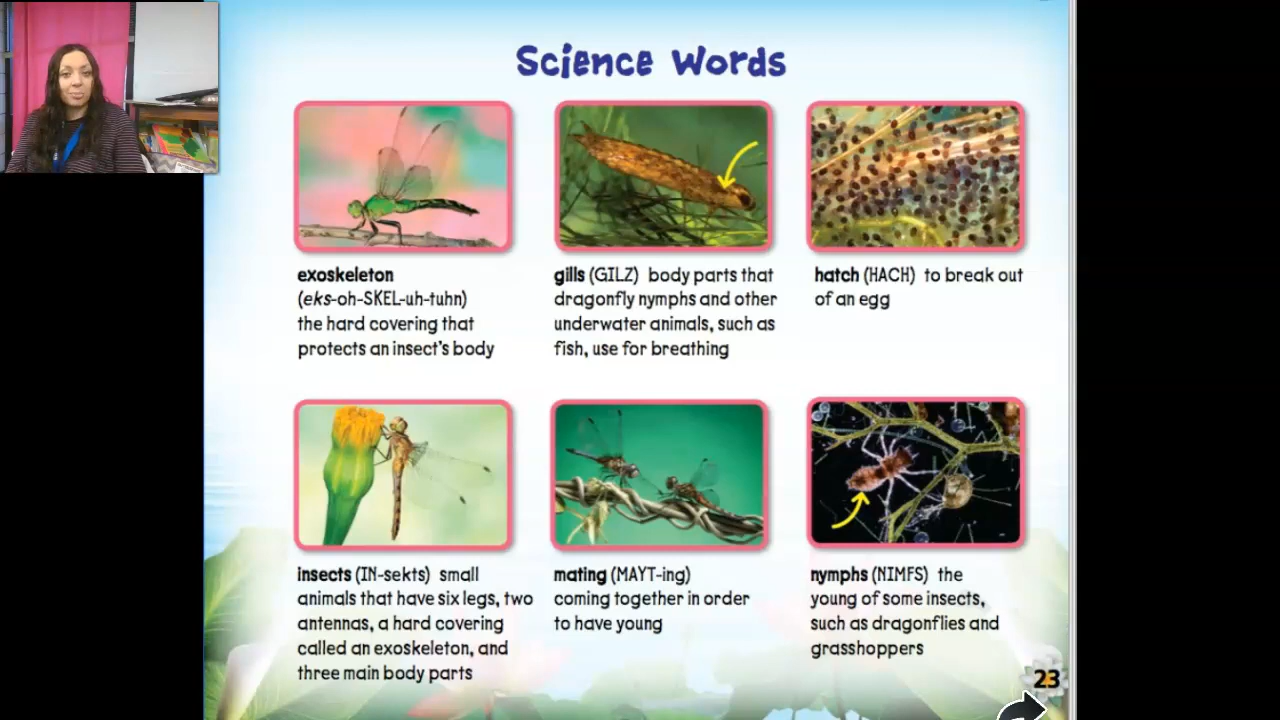 Science Words
exoskeleton
(eks-oh-SKEL-uh-tuhn)
the hard covering that
protects an insect's body
gills (GILZ) body parts that
dragonfly nymphs and other
underwater animals, such as
fish, use for breathing
hatch (HACH) to break out
of an egg
insects (IN-sekts) small
animals that have six legs, two
antennas, a hard covering
called an exoskeleton, and
three main body parts
mating (MAYT-ing)
coming together in order
to have young
nymphs (NIMFS) the
young of some insects,
such as dragonflies and
grasshoppers
23